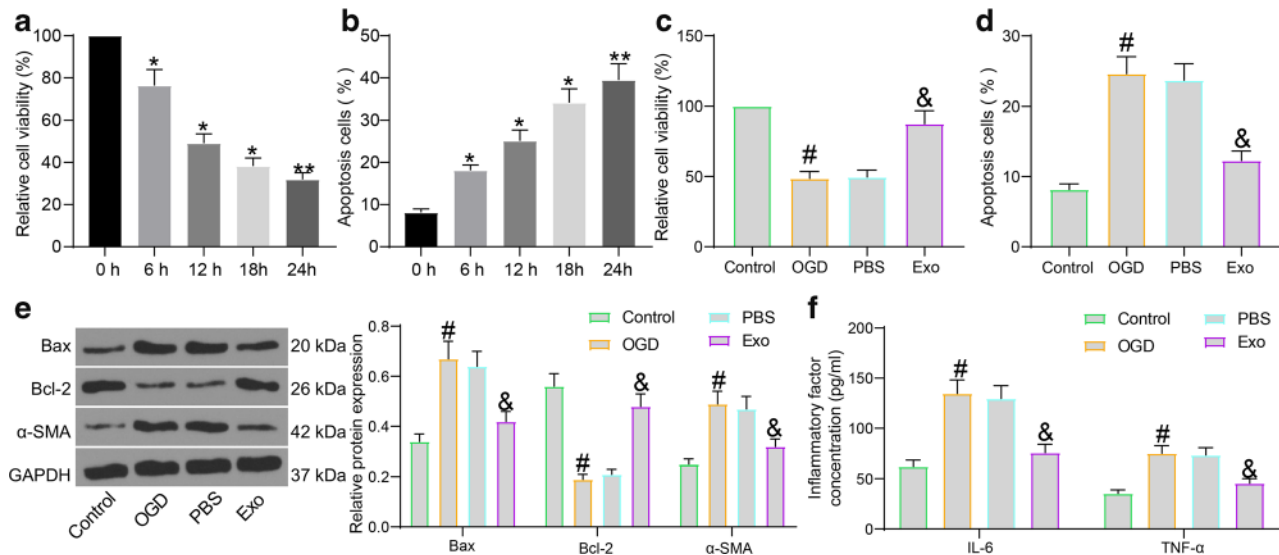 a
Relative cell viability (%)
100
80
60
40
20
0
*
*
*
**
0 h 6 h 12 h 18h 24h
b
Apoptosis cells ( % )
50
40
30
20
10
0
*
*
*
**
0 h 6 h 12 h 18h 24h
c
Relative cell viability (%)
150
100
50
0
#
&
Control OGD PBS Exo
d
Apoptosis cells ( % )
30
20
10
0
#
&
Control OGD PBS Exo
e
Bax 20 kDa
Bcl-2 26 kDa
α-SMA 42 kDa
GAPDH 37 kDa
Control OGD PBS Exo
Relative protein expression
0.8
0.6
0.4
0.2
0.0
Control PBS
OGD Exo
# & # & # &
Bax Bcl-2 α-SMA
f
Inflammatory factor
concentration (pg/ml)
200
150
100
50
0
Control PBS
OGD Exo
# & # &
IL-6 TNF-α